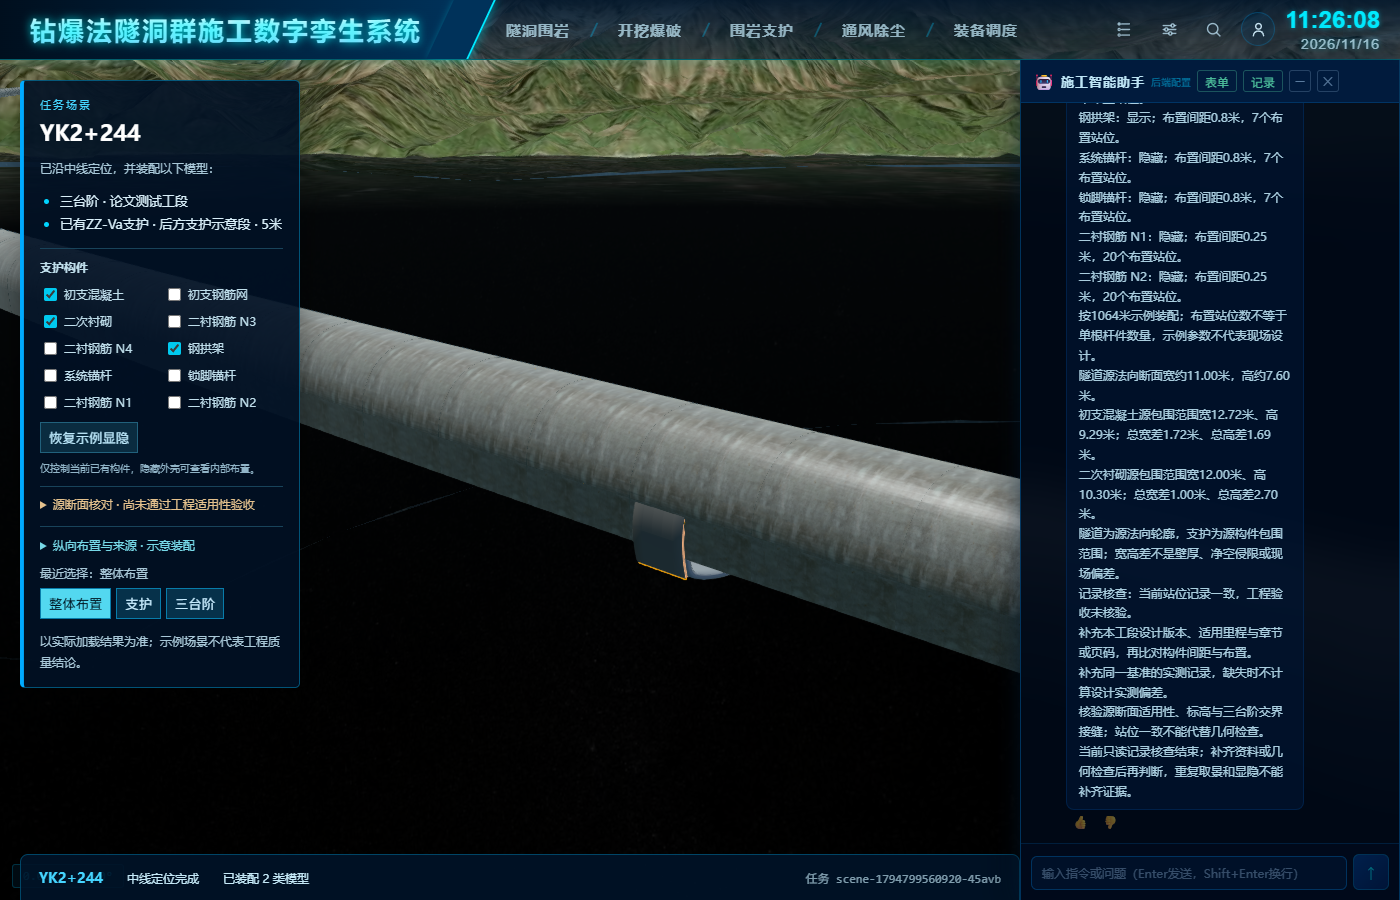 钻爆法隧洞群施工数字孪生系统
隧洞围岩 / 开挖爆破 / 围岩支护 / 通风除尘 / 装备调度
11:26:08
2026/11/16
任务场景
YK2+244
已沿中线定位，并装配以下模型：
三台阶 · 论文测试工段
已有ZZ-Va支护 · 后方支护示意段 · 5米
支护构件
初支混凝土 初支钢筋网
二次衬砌 二衬钢筋 N3
二衬钢筋 N4 钢拱架
系统锚杆 锁脚锚杆
二衬钢筋 N1 二衬钢筋 N2
恢复示例显隐
仅控制当前已有构件，隐藏外壳可查看内部布置。
源断面核对 · 尚未通过工程适用性验收
纵向布置与来源 · 示意装配
最近选择：整体布置
整体布置 支护 三台阶
以实际加载结果为准；示例场景不代表工程质
量结论。
YK2+244 中线定位完成 已装配 2 类模型
任务 scene-1794799560920-45avb
施工智能助手 后端配置 表单 记录
钢拱架：显示；布置间距0.8米，7个布
置站位。
系统锚杆：隐藏；布置间距0.8米，7个
布置站位。
锁脚锚杆：隐藏；布置间距0.8米，7个
布置站位。
二衬钢筋 N1：隐藏；布置间距0.25
米，20个布置站位。
二衬钢筋 N2：隐藏；布置间距0.25
米，20个布置站位。
按1064米示例装配；布置站位数不等于
单根杆件数量，示例参数不代表现场设
计。
隧道源法向断面宽约11.00米，高约7.60
米。
初支混凝土源包围范围宽12.72米、高
9.29米；总宽差1.72米、总高差1.69
米。
二次衬砌源包围范围宽12.00米、高
10.30米；总宽差1.00米、总高差2.70
米。
隧道为源法向轮廓，支护为源构件包围
范围；宽高差不是壁厚、净空侵限或现
场偏差。
记录核查：当前站位记录一致，工程验
收未核验。
补充本工段设计版本、适用里程与章节
或页码，再比对构件间距与布置。
补充同一基准的实测记录，缺失时不计
算设计实测偏差。
核验源断面适用性、标高与三台阶交界
接缝；站位一致不能代替几何检查。
当前只读记录核查结束；补齐资料或几
何检查后再判断，重复取景和显隐不能
补齐证据。
输入指令或问题（Enter发送，Shift+Enter换行）